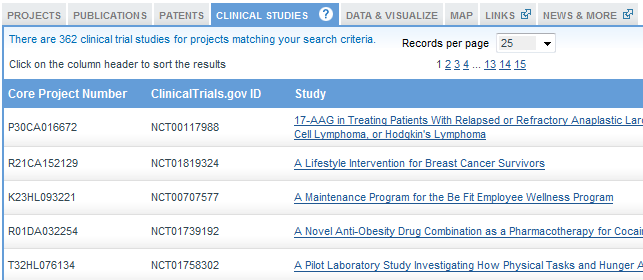 PROJECTS PUBLICATIONS PATENTS CLINICAL STUDIES ? DATA & VISUALIZE MAP LINKS NEWS & MORE
There are 362 clinical trial studies for projects matching your search criteria. Records per page 25
Click on the column header to sort the results 1 2 3 4 ... 13 14 15
Core Project Number ClinicalTrials.gov ID Study
P30CA016672 NCT00117988 17-AAG in Treating Patients With Relapsed or Refractory Anaplastic
Cell Lymphoma, or Hodgkin's Lymphoma
R21CA152129 NCT01819324 A Lifestyle Intervention for Breast Cancer Survivors
K23HL093221 NCT00707577 A Maintenance Program for the Be Fit Employee Wellness Program
R01DA032254 NCT01739192 A Novel Anti-Obesity Drug Combination as a Pharmacotherapy for
T32HL076134 NCT01758302 A Pilot Laboratory Study Investigating How Physical Tasks and Hunger